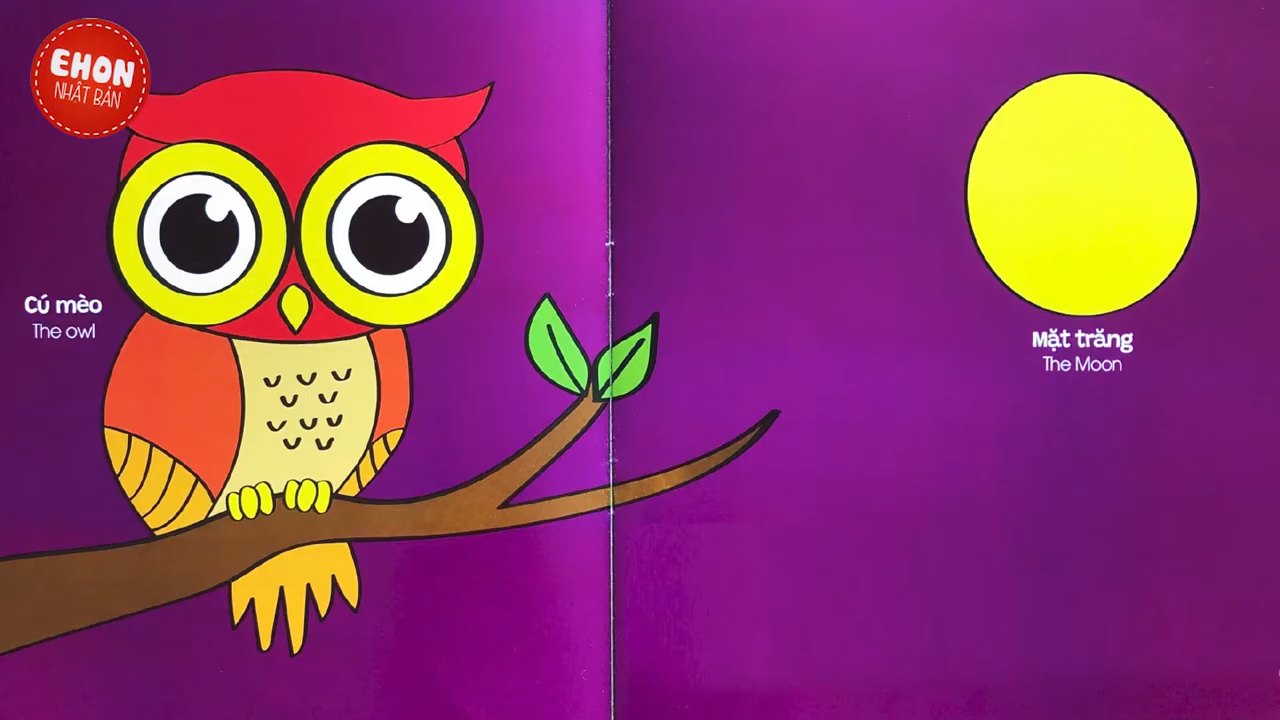 EHON
NHẬT BẢN
Cú mèo
The owl
Mặt trăng
The Moon